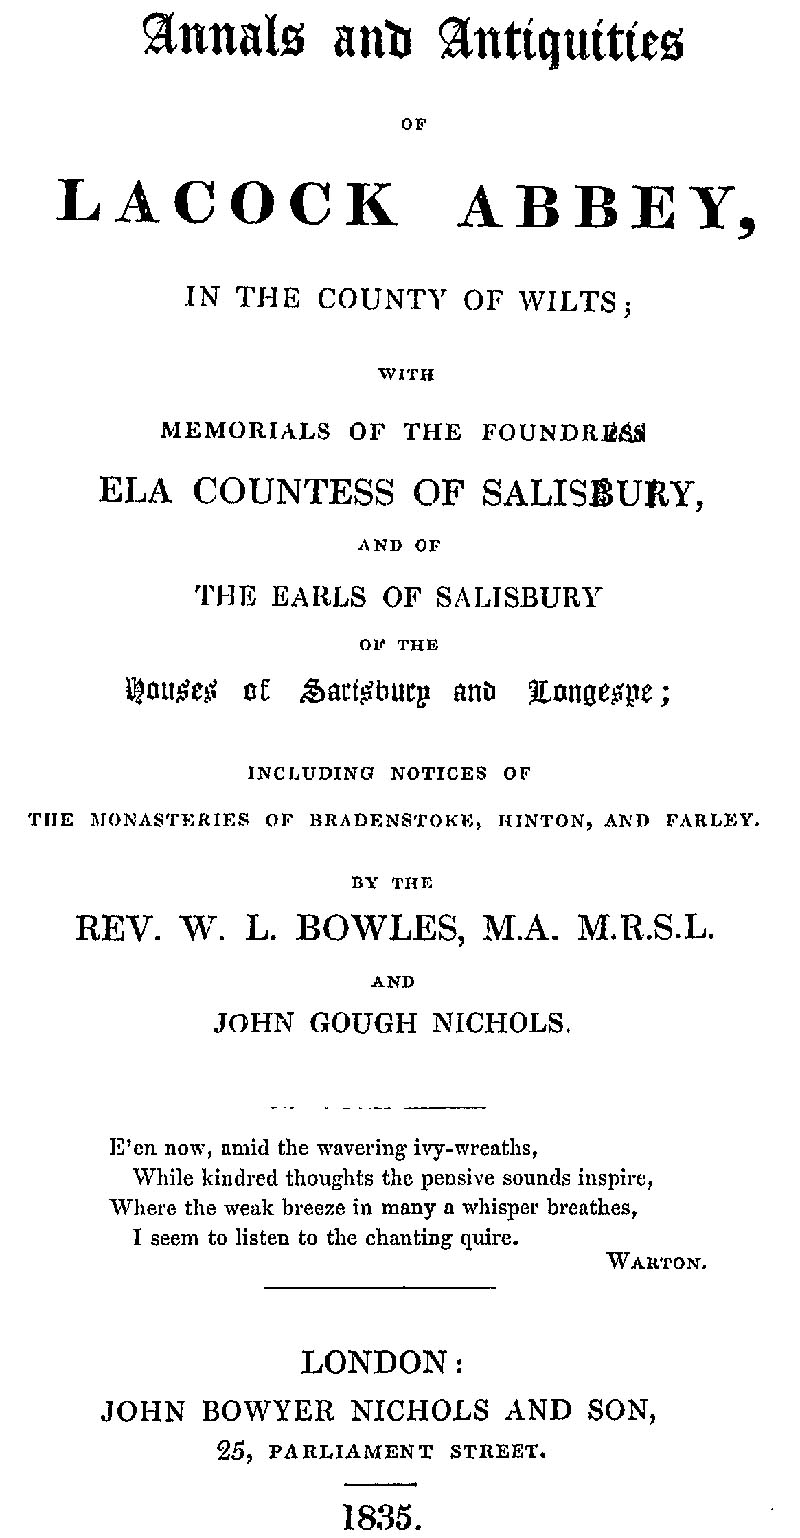 Annals and Antiquities
OF
LACOCK ABBEY,
IN THE COUNTY OF WILTS;
WITH
MEMORIALS OF THE FOUNDRESS
ELA COUNTESS OF SALISBURY,
AND OF
THE EARLS OF SALISBURY
OF THE
Houses of Sarisbury and Longespe;
INCLUDING NOTICES OF
THE MONASTERIES OF BRADENSTOKE, HINTON, AND FARLEY.
BY THE
REV. W. L. BOWLES, M.A. M.R.S.L.
AND
JOHN GOUGH NICHOLS.
E'en now, amid the wavering ivy-wreaths,
While kindred thoughts the pensive sounds inspire,
Where the weak breeze in many a whisper breathes,
I seem to listen to the chanting quire.
WARTON.
LONDON:
JOHN BOWYER NICHOLS AND SON,
25, PARLIAMENT STREET.
1835.